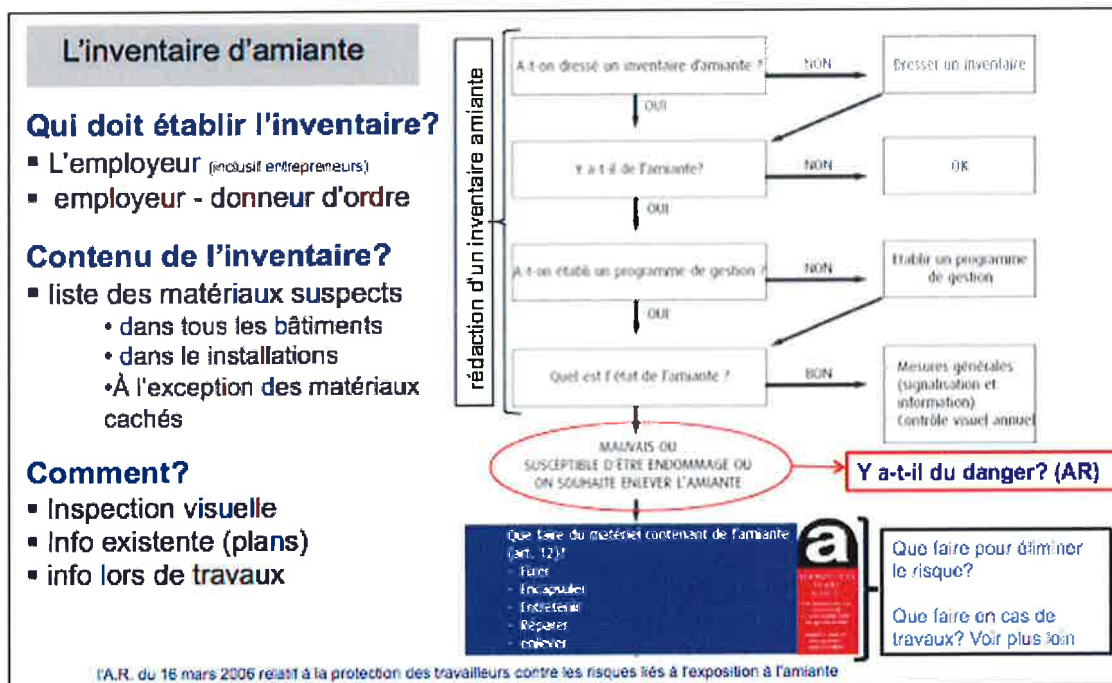 L'inventaire d'amiante
Qui doit établir l'inventaire?
▪ L'employeur (inclusif entrepreneurs)
▪ employeur - donneur d'ordre
Contenu de l'inventaire?
▪ liste des matériaux suspects
• dans tous les bâtiments
• dans le installations
•À l'exception des matériaux
cachés
Comment?
▪ Inspection visuelle
▪ Info existente (plans)
▪ info lors de travaux
rédaction d'un inventaire amiante
A-t-on dressé un inventaire d'amiante ?
NON
Dresser un inventaire
OUI
Y a-t-il de l'amiante?
NON
OK
OUI
A-t-on établi un programme de gestion ?
NON
Etablir un programme
de gestion
OUI
Quel est l'état de l'amiante ?
BON
Mesures générales
(signalisation et
information)
Contrôle visuel annuel
MAUVAIS OU
SUSCEPTIBLE D'ÊTRE ENDOMMAGE OU
ON SOUHAITE ENLEVER L'AMIANTE
Y a-t-il du danger? (AR)
Que faire du matériel contenant de l'amiante
(art. 12)?
- Fixer
- Encapsuler
- Entretenir
- Réparer
- enlever
a
Que faire pour éliminer
le risque?
Que faire en cas de
travaux? Voir plus loin
l'A.R. du 16 mars 2006 relatif à la protection des travailleurs contre les risques liés à l'exposition à l'amiante